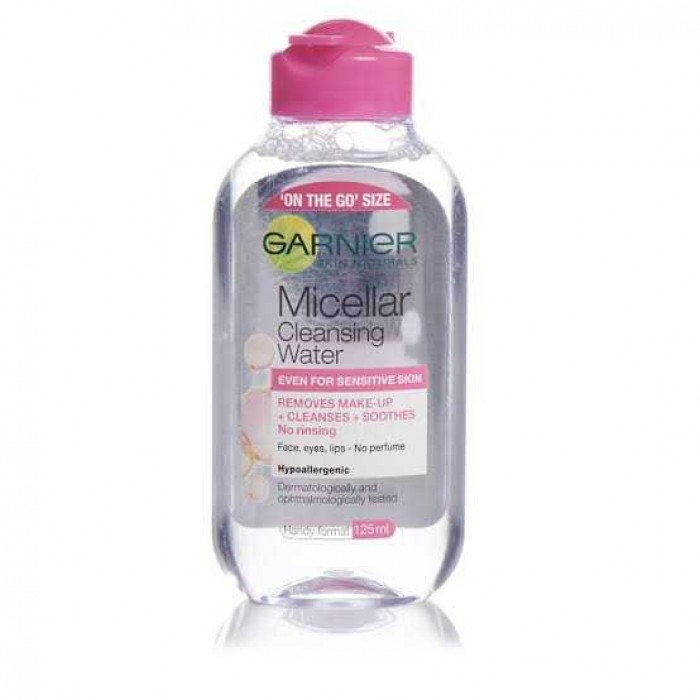 'ON THE GO' SIZE
GARNIER
SKIN NATURALS
Micellar
Cleansing
Water
EVEN FOR SENSITIVE SKIN
REMOVES MAKE-UP
+ CLEANSES + SOOTHES
No rinsing
Face, eyes, lips - No perfume
Hypoallergenic
Dermatologically and
ophthalmologically tested
Handy format 125ml